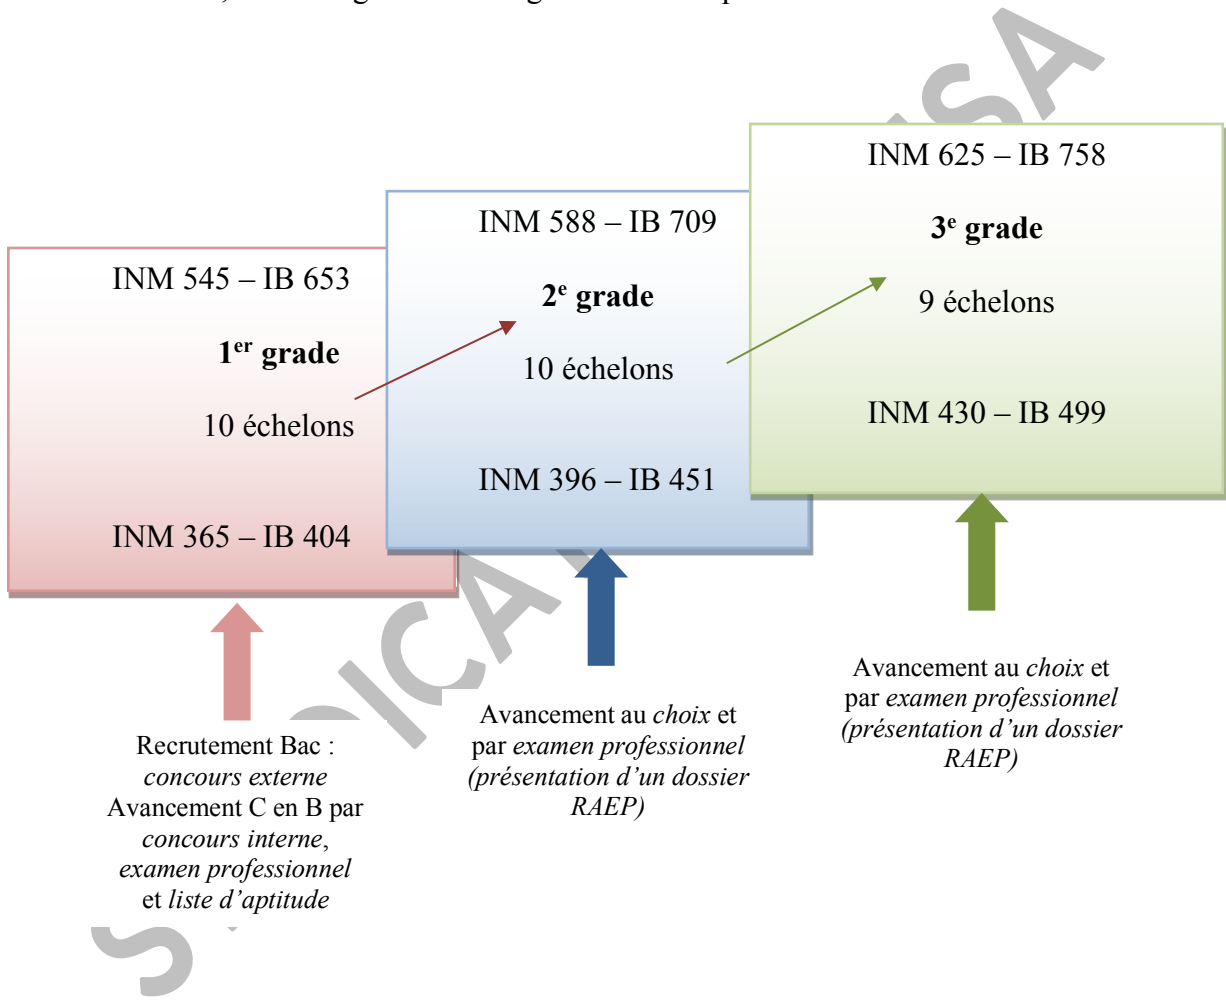 INM 625 – IB 758
3e grade
9 échelons
INM 430 – IB 499
INM 588 – IB 709
2e grade
10 échelons
INM 396 – IB 451
INM 545 – IB 653
1er grade
10 échelons
INM 365 – IB 404
Recrutement Bac :
concours externe
Avancement C en B par
concours interne,
examen professionnel
et liste d’aptitude
Avancement au choix et
par examen professionnel
(présentation d’un dossier
RAEP)
Avancement au choix et
par examen professionnel
(présentation d’un dossier
RAEP)